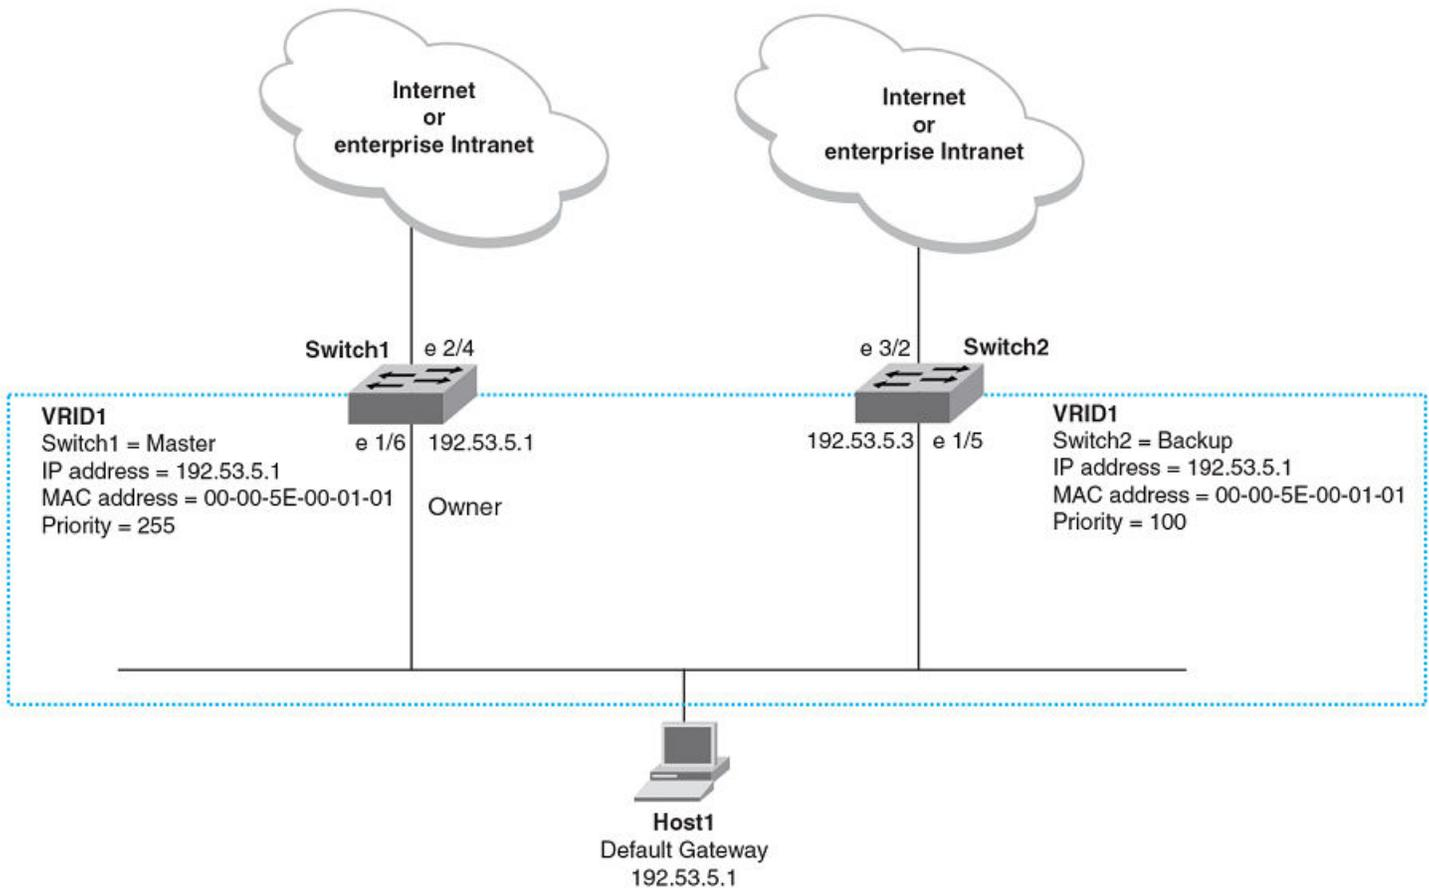 Internet
or
enterprise Intranet
Internet
or
enterprise Intranet
Switch1
e 2/4
e 3/2
Switch2
VRID1
Switch1 = Master
IP address = 192.53.5.1
MAC address = 00-00-5E-00-01-01
Priority = 255
e 1/6
192.53.5.1
Owner
192.53.5.3
e 1/5
VRID1
Switch2 = Backup
IP address = 192.53.5.1
MAC address = 00-00-5E-00-01-01
Priority = 100
Host1
Default Gateway
192.53.5.1